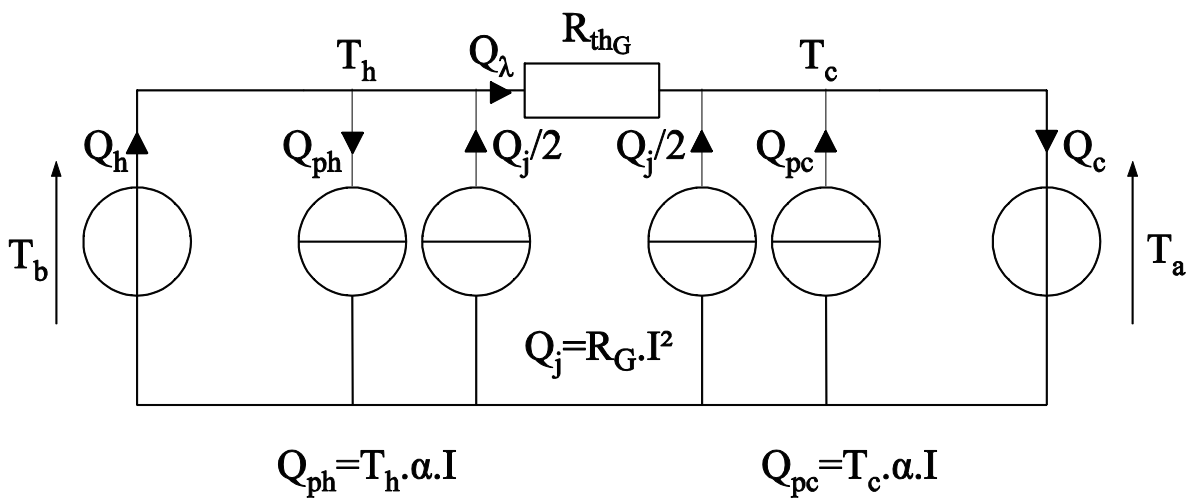 R_thG
T_h
Q_λ
T_c
Q_h
Q_ph
Q_j/2
Q_j/2
Q_pc
Q_c
T_b
T_a
Q_j=R_G.I²
Q_ph=T_h.α.I
Q_pc=T_c.α.I